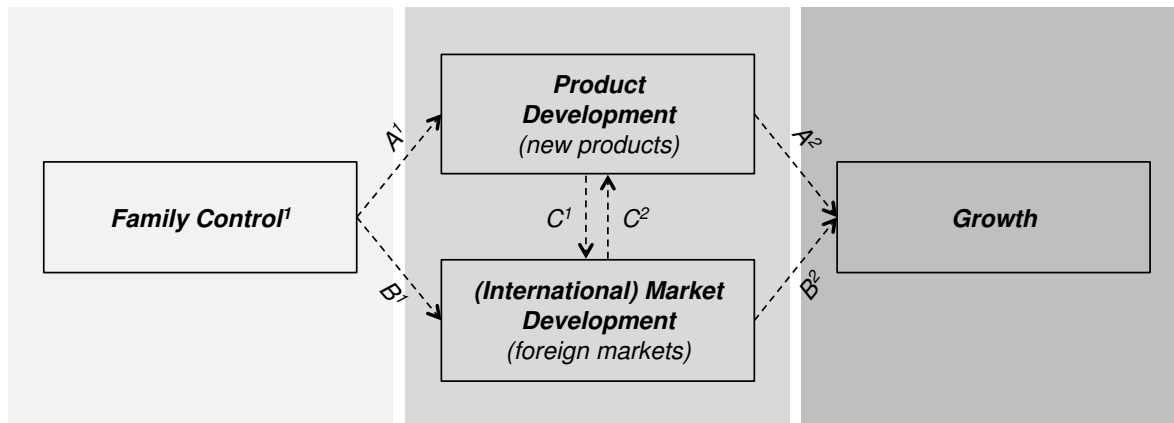 Product
Development
(new products)
A¹
A²
Family Control¹
C¹
C²
Growth
B¹
B²
(International) Market
Development
(foreign markets)